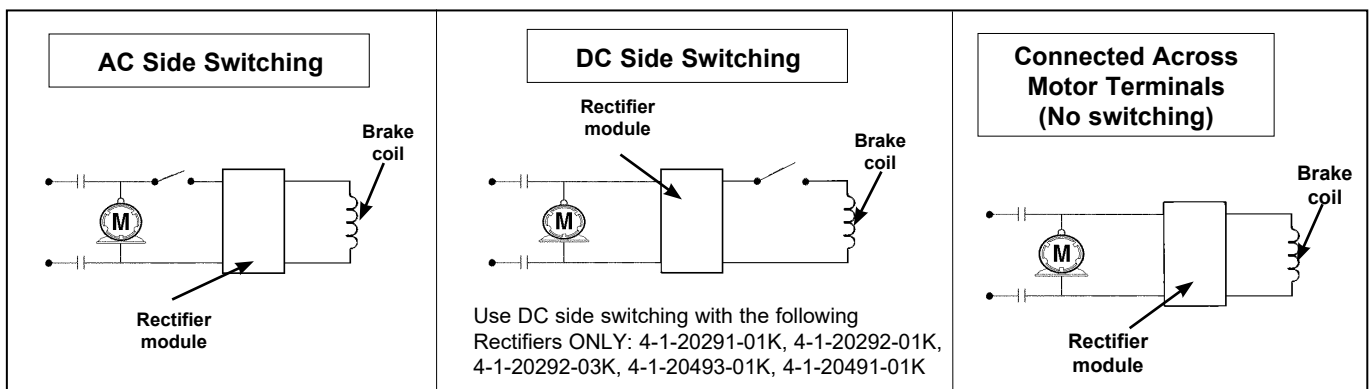 AC Side Switching
Brake
coil
M
Rectifier
module
DC Side Switching
Rectifier
module
Brake
coil
M
Use DC side switching with the following
Rectifiers ONLY: 4-1-20291-01K, 4-1-20292-01K,
4-1-20292-03K, 4-1-20493-01K, 4-1-20491-01K
Connected Across
Motor Terminals
(No switching)
Brake
coil
M
Rectifier
module